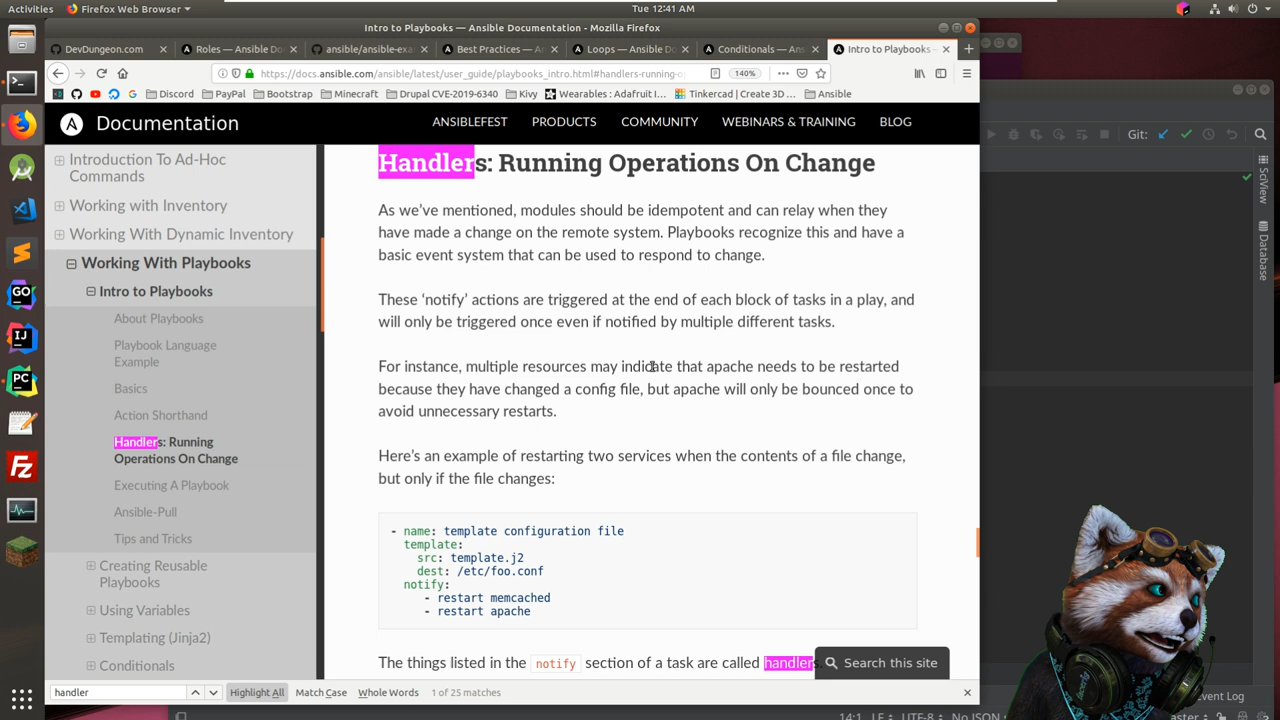 Activities
Firefox Web Browser
Tue 12:41 AM
Intro to Playbooks — Ansible Documentation - Mozilla Firefox
DevDungeon.com
Roles — Ansible Do
ansible/ansible-exa
Best Practices — An
Loops — Ansible D
Conditionals — Ans
Intro to Playbooks —
https://docs.ansible.com/ansible/latest/user_guide/playbooks_intro.html#handlers-running-o
140%
Discord
PayPal
Bootstrap
Minecraft
Drupal CVE-2019-6340
Kivy
Wearables : Adafruit I...
Tinkercad | Create 3D ...
Ansible
Documentation
ANSIBLEFEST
PRODUCTS
COMMUNITY
WEBINARS & TRAINING
BLOG
Git:
SciView
Database
Introduction To Ad-Hoc
Commands
Working with Inventory
Working With Dynamic Inventory
Working With Playbooks
Intro to Playbooks
About Playbooks
Playbook Language
Example
Basics
Action Shorthand
Handlers: Running
Operations On Change
Executing A Playbook
Ansible-Pull
Tips and Tricks
Creating Reusable
Playbooks
Using Variables
Templating (Jinja2)
Conditionals
Handlers: Running Operations On Change
As we've mentioned, modules should be idempotent and can relay when they
have made a change on the remote system. Playbooks recognize this and have a
basic event system that can be used to respond to change.
These ‘notify’ actions are triggered at the end of each block of tasks in a play, and
will only be triggered once even if notified by multiple different tasks.
For instance, multiple resources may indicate that apache needs to be restarted
because they have changed a config file, but apache will only be bounced once to
avoid unnecessary restarts.
Here's an example of restarting two services when the contents of a file change,
but only if the file changes:
- name: template configuration file
template:
src: template.j2
dest: /etc/foo.conf
notify:
- restart memcached
- restart apache
The things listed in the notify section of a task are called handlers
Search this site
handler
Highlight All
Match Case
Whole Words
1 of 25 matches
GO
IJ
PC
Fz
14:1
LF
UTF-8
No JSON
aster
vent Log